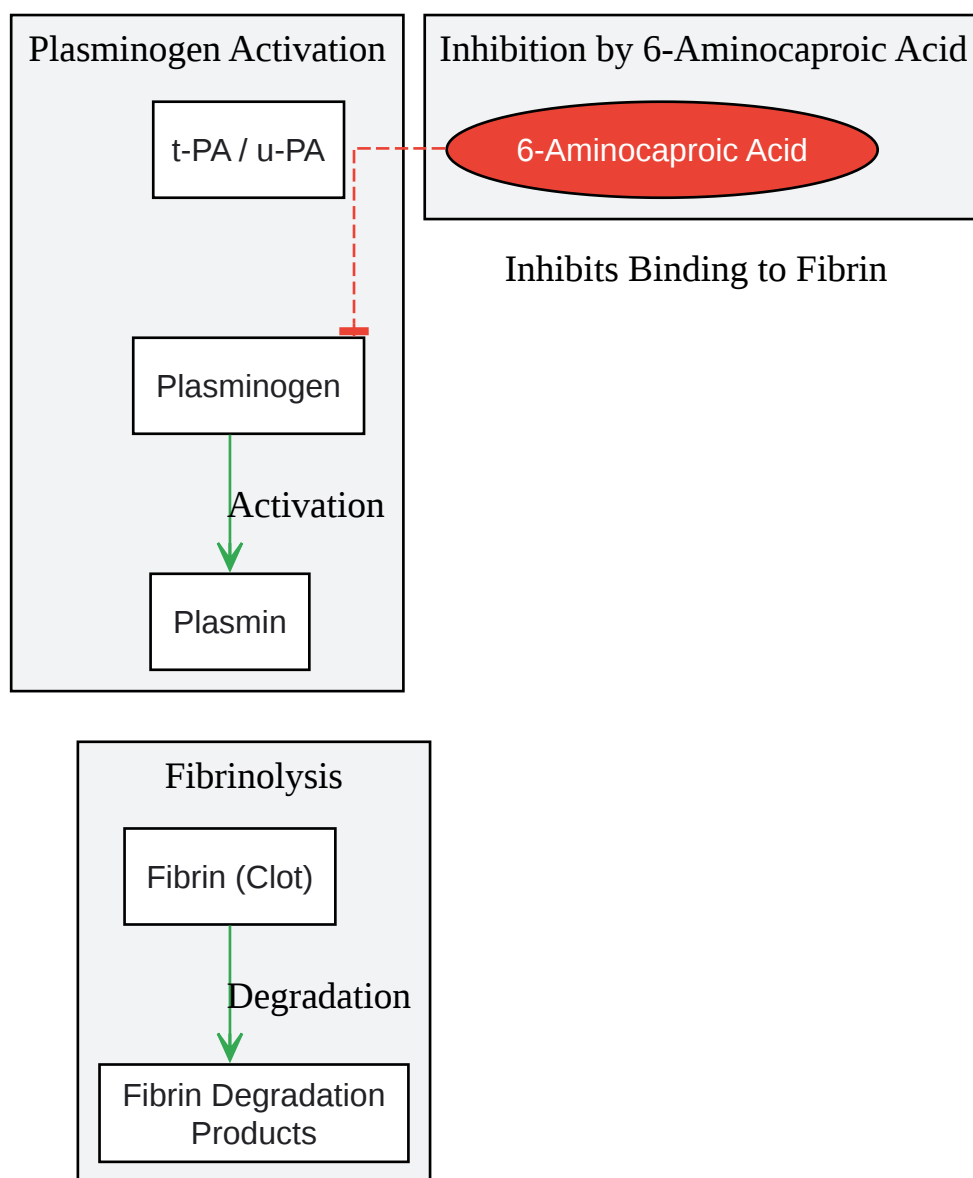 Plasminogen Activation
Inhibition by 6-Aminocaproic Acid
t-PA / u-PA
6-Aminocaproic Acid
Inhibits Binding to Fibrin
Plasminogen
Activation
Plasmin
Fibrinolysis
Fibrin (Clot)
Degradation
Fibrin Degradation
Products